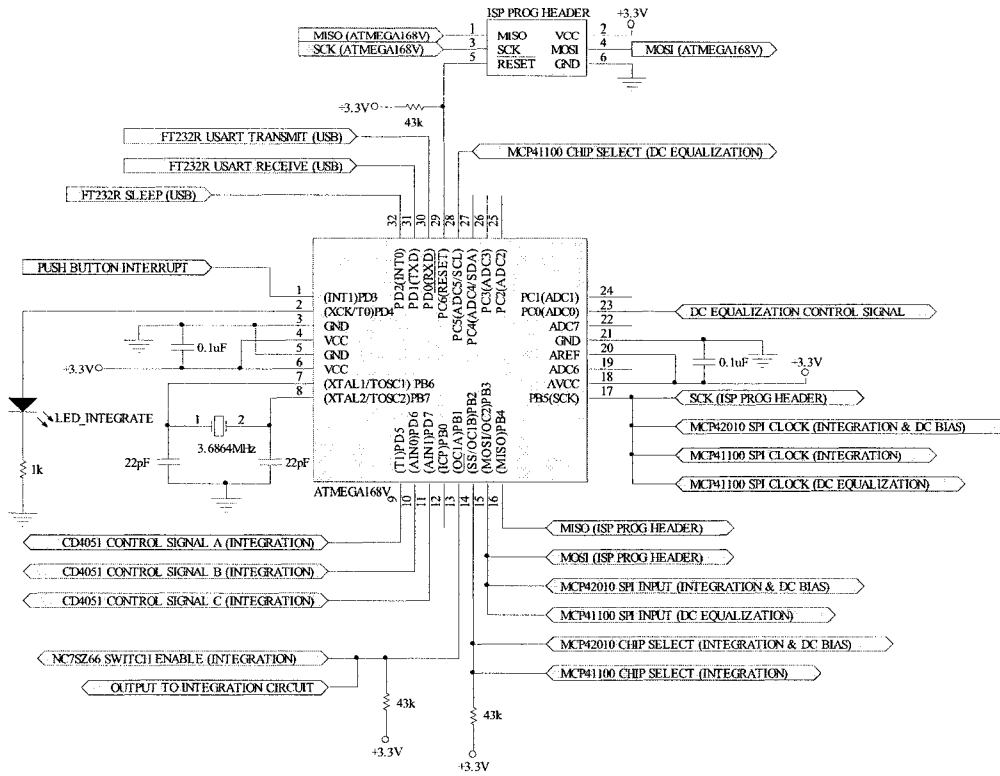 ISP PROG HEADER
+3.3V
MISO (ATMEGA168V)
1
MISO
VCC
2
SCK (ATMEGA168V)
3
SCK
MOSI
4
MOSI (ATMEGA168V)
5
RESET
GND
6
+3.3V
43k
FT232R USART TRANSMIT (USB)
FT232R USART RECEIVE (USB)
FT232R SLEEP (USB)
MCP41100 CHIP SELECT (DC EQUALIZATION)
32
31
30
29
28
27
26
25
PD2(INT0)
PD1(TXD)
PD0(RXD)
PC6(RESET)
PC5(ADC5/SCL)
PC4(ADC4/SDA)
PC3(ADC3)
PC2(ADC2)
PUSH BUTTON INTERRUPT
1
(INT1)PD3
2
(XCK/T0)PD4
3
GND
4
VCC
5
GND
6
VCC
7
(XTAL1/TOSC1) PB6
8
(XTAL2/TOSC2)PB7
0.1uF
+3.3V
PC1(ADC1)
24
PC0(ADC0)
23
DC EQUALIZATION CONTROL SIGNAL
ADC7
22
GND
21
AREF
20
ADC6
19
AVCC
18
PB5(SCK)
17
0.1uF
+3.3V
SCK (ISP PROG HEADER)
MCP42010 SPI CLOCK (INTEGRATION & DC BIAS)
MCP41100 SPI CLOCK (INTEGRATION)
MCP41100 SPI CLOCK (DC EQUALIZATION)
LED_INTEGRATE
1k
1
2
3.6864MHz
22pF
22pF
(T1)PD5
(AIN0)PD6
(AIN1)PD7
(ICP)PB0
(OC1A)PB1
(SS/OC1B)PB2
(MOSI/OC2)PB3
(MISO)PB4
ATMEGA168V
9
10
11
12
13
14
15
16
CD4051 CONTROL SIGNAL A (INTEGRATION)
CD4051 CONTROL SIGNAL B (INTEGRATION)
CD4051 CONTROL SIGNAL C (INTEGRATION)
MISO (ISP PROG HEADER)
MOSI (ISP PROG HEADER)
MCP42010 SPI INPUT (INTEGRATION & DC BIAS)
MCP41100 SPI INPUT (DC EQUALIZATION)
MCP42010 CHIP SELECT (INTEGRATION & DC BIAS)
MCP41100 CHIP SELECT (INTEGRATION)
NC7SZ66 SWITCH ENABLE (INTEGRATION)
OUTPUT TO INTEGRATION CIRCUIT
43k
+3.3V
43k
+3.3V